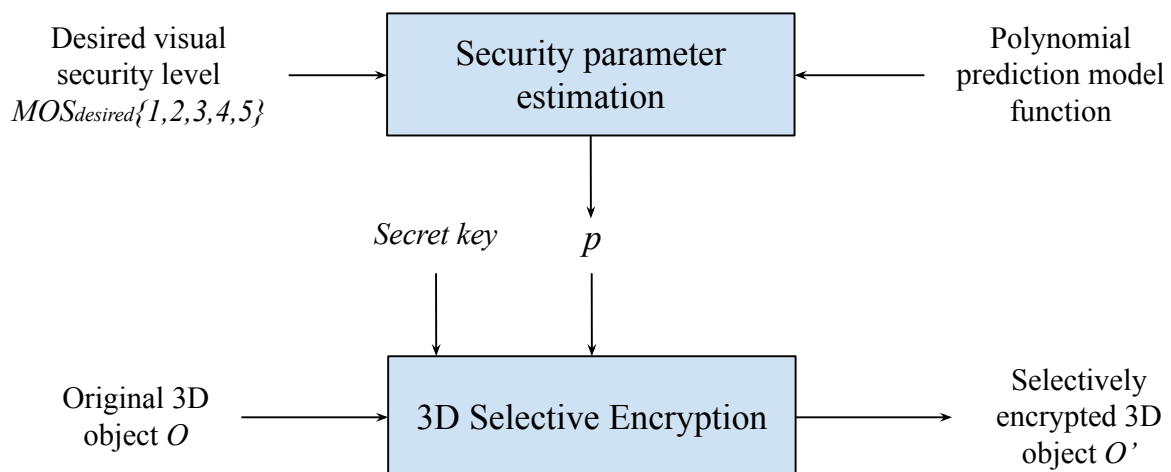 Desired visual
security level
MOSdesired{1,2,3,4,5}
Security parameter
estimation
Polynomial
prediction model
function
Secret key
p
Original 3D
object O
3D Selective Encryption
Selectively
encrypted 3D
object O’